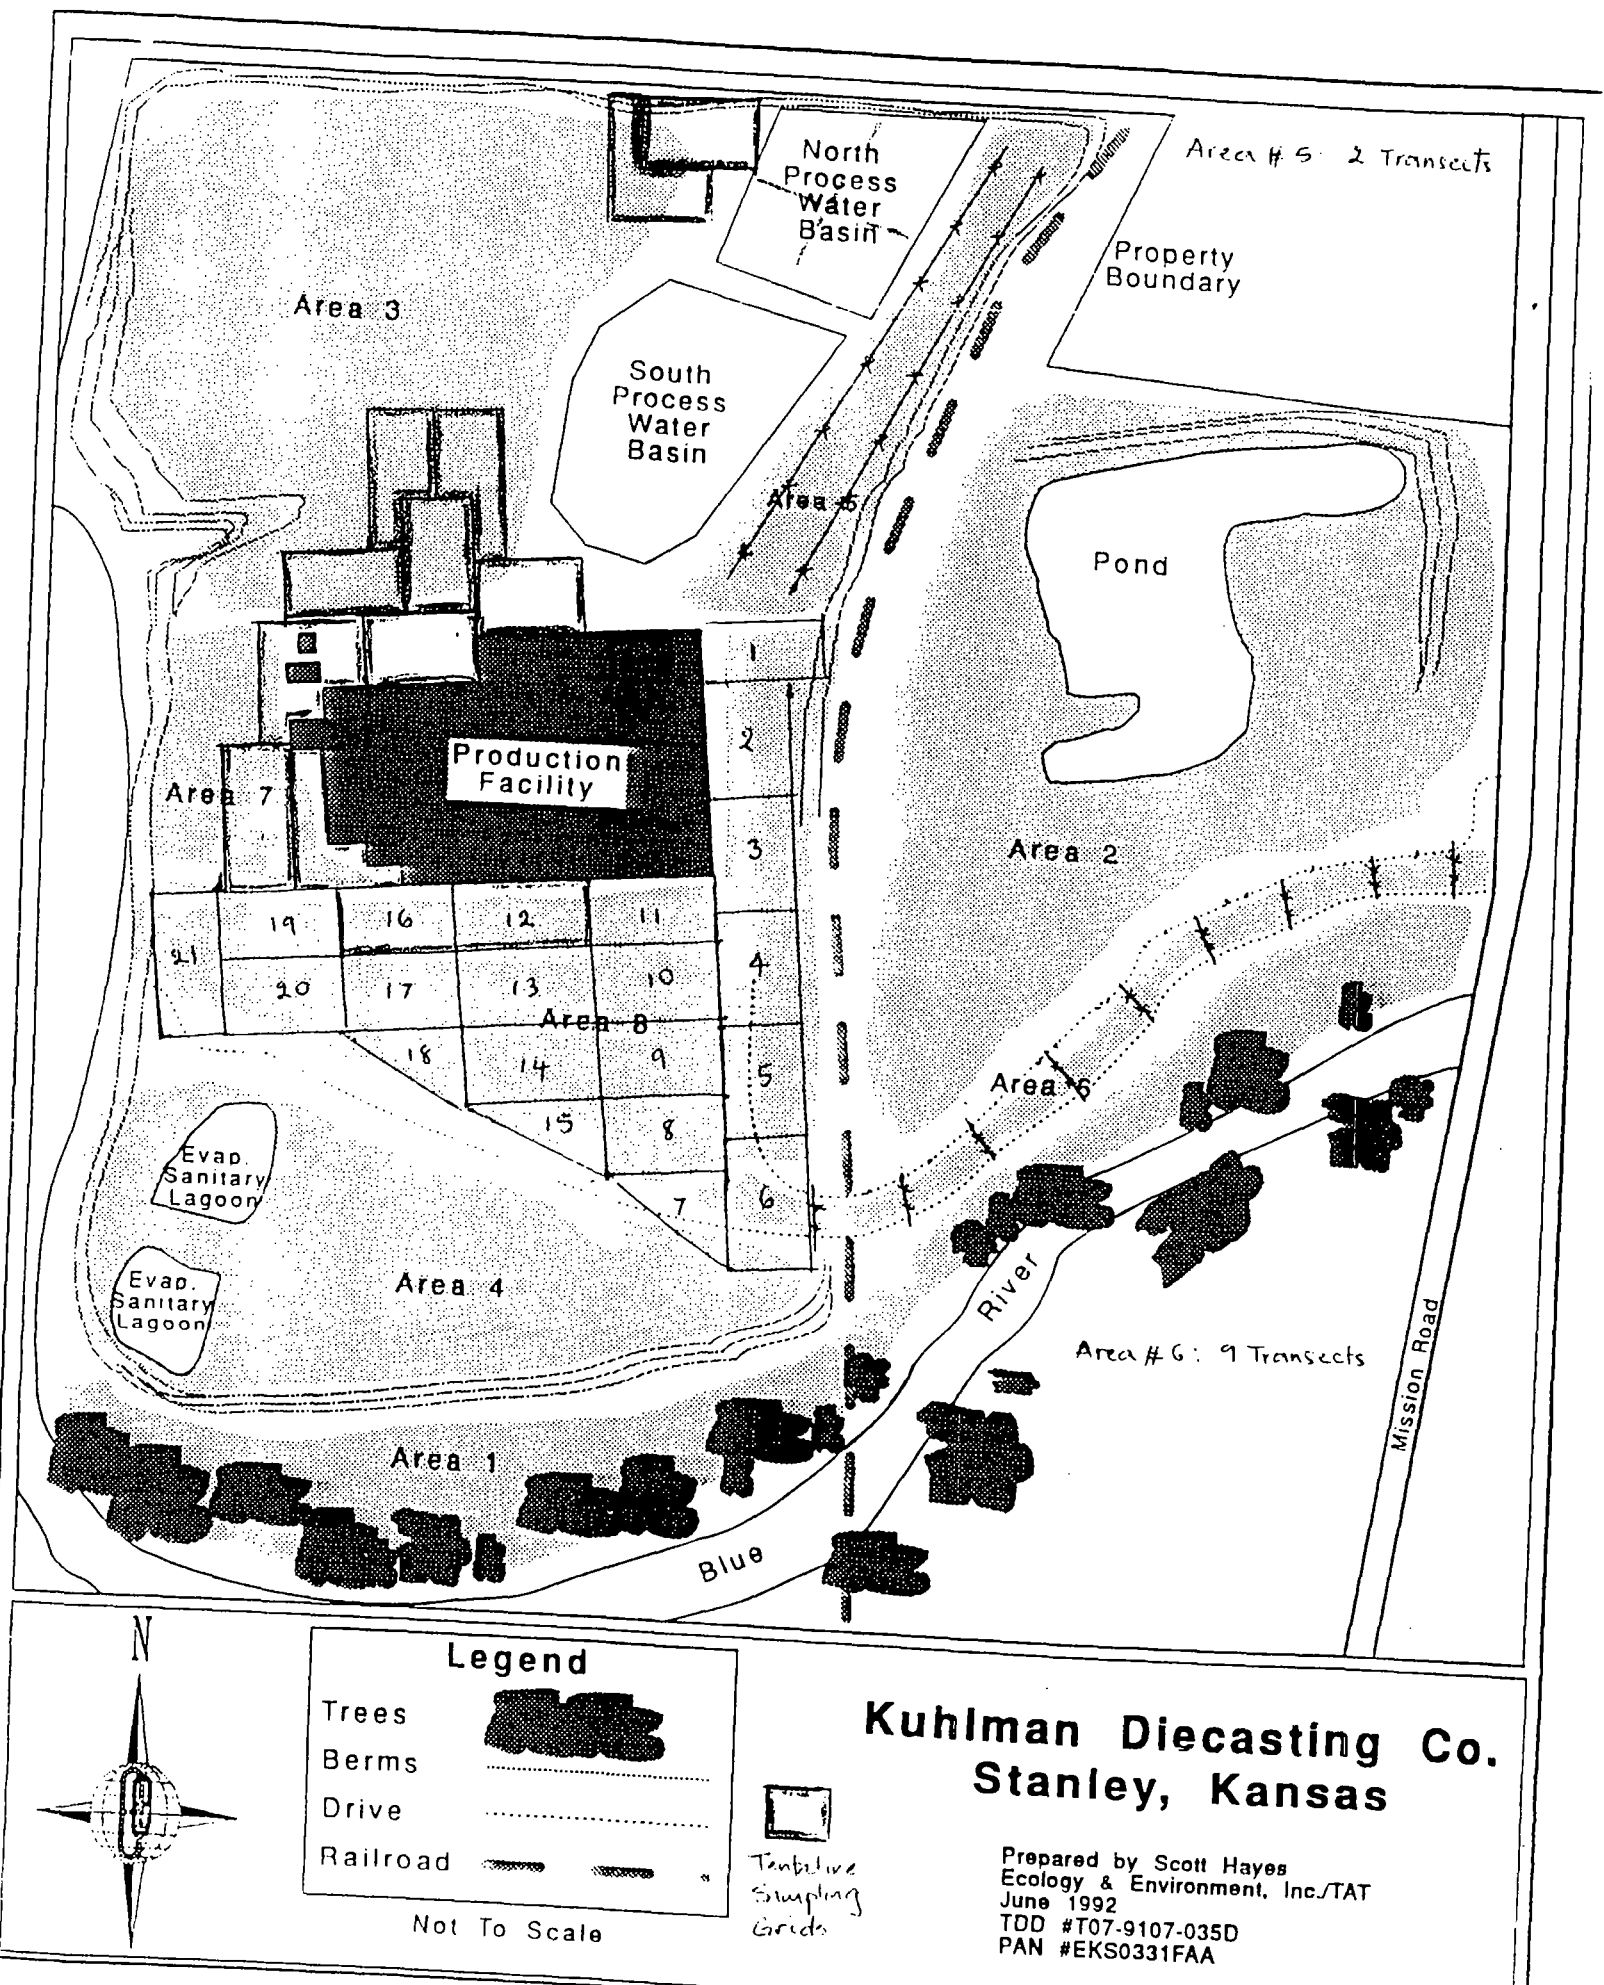 North
Process
Water
Basin
Area # 5: 2 Transects
Property
Boundary
Area 3
South
Process
Water
Basin
Area 5
Pond
1
2
Production
Facility
Area 7
3
Area 2
19
16
12
11
21
4
20
17
13
10
Area 8
18
14
9
5
Area 6
15
8
Evap.
Sanitary
Lagoon
7
6
Area 4
Evap.
Sanitary
Lagoon
River
Area # 6: 9 Transects
Mission Road
Area 1
Blue
N
Legend
Trees
Berms
Drive
Railroad
Not To Scale
Tentative
Sampling
Grids
Kuhlman Diecasting Co.
Stanley, Kansas
Prepared by Scott Hayes
Ecology & Environment, Inc./TAT
June 1992
TDD #T07-9107-035D
PAN #EKS0331FAA